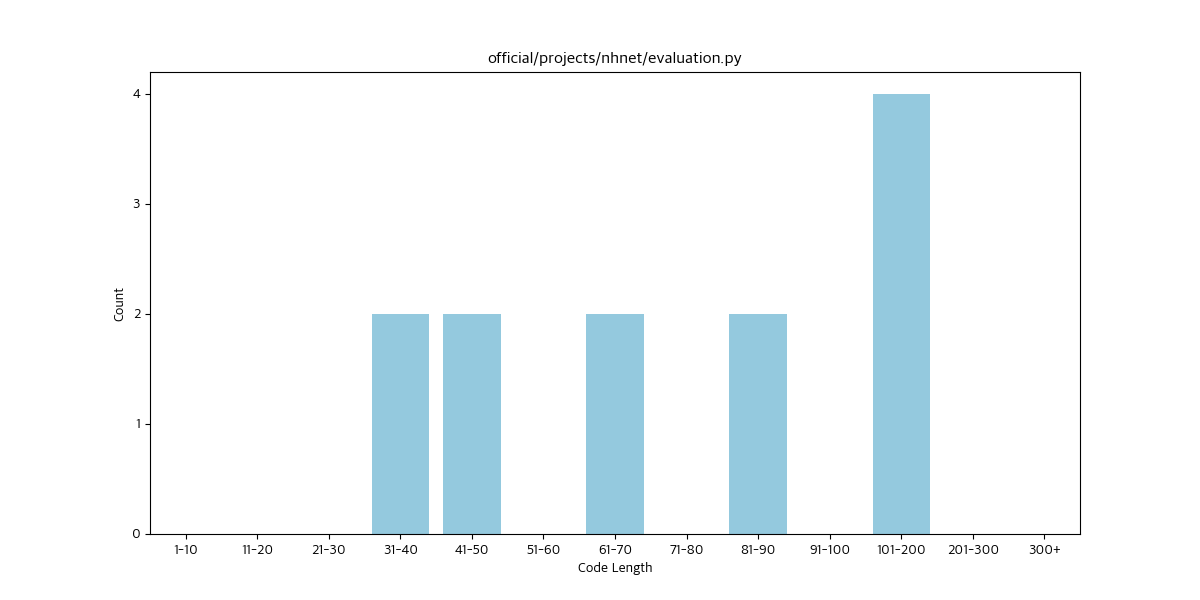 official/projects/nhnet/evaluation.py
4
3
2
1
0
Count
1-10 11-20 21-30 31-40 41-50 51-60 61-70 71-80 81-90 91-100 101-200 201-300 300+
Code Length